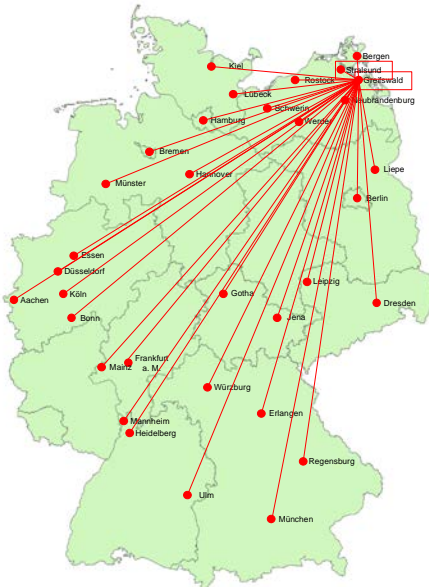 Bergen
Kiel
Stralsund
Rostock
Greifswald
Lübeck
Neubrandenburg
Schwerin
Hamburg
Werder
Bremen
Liepe
Hannover
Münster
Berlin
Essen
Düsseldorf
Leipzig
Köln
Gotha
Aachen
Dresden
Bonn
Jena
Frankfurt
a. M.
Mainz
Würzburg
Erlangen
Mannheim
Heidelberg
Regensburg
Ulm
München